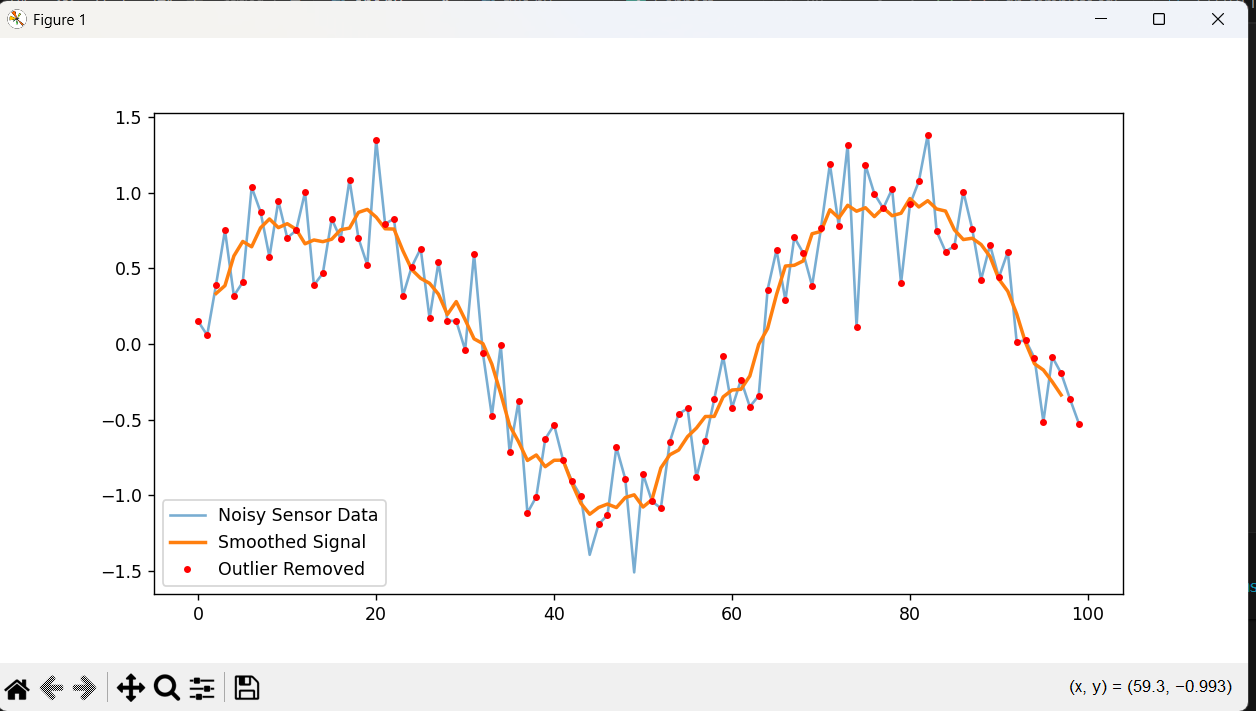 Figure 1
1.5
1.0
0.5
0.0
−0.5
−1.0
−1.5
Noisy Sensor Data
Smoothed Signal
Outlier Removed
0 20 40 60 80 100
(x, y) = (59.3, −0.993)